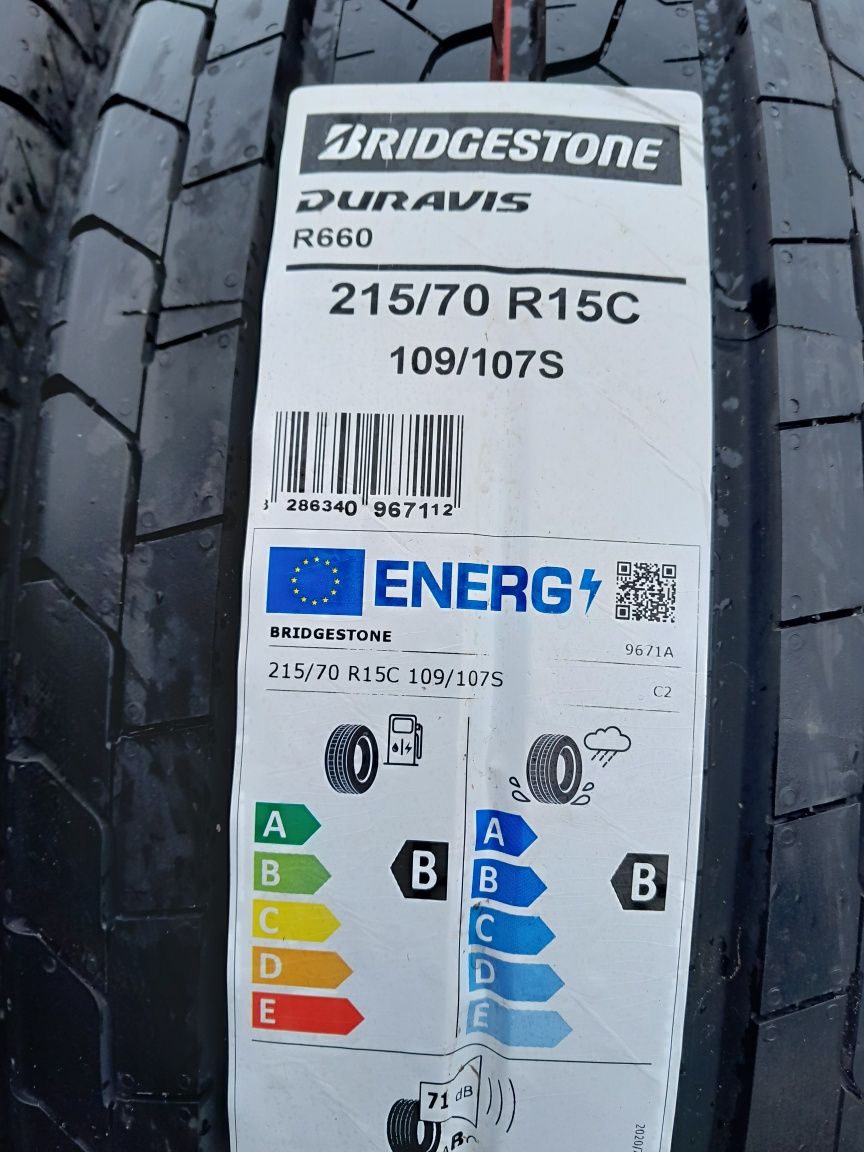 BRIDGESTONE
DURAVIS
R660
215/70 R15C
109/107S
3 286340 967112
ENERG
BRIDGESTONE
9671A
215/70 R15C 109/107S
C2
A
B
C
D
E
B
A
B
C
D
E
B
71 dB